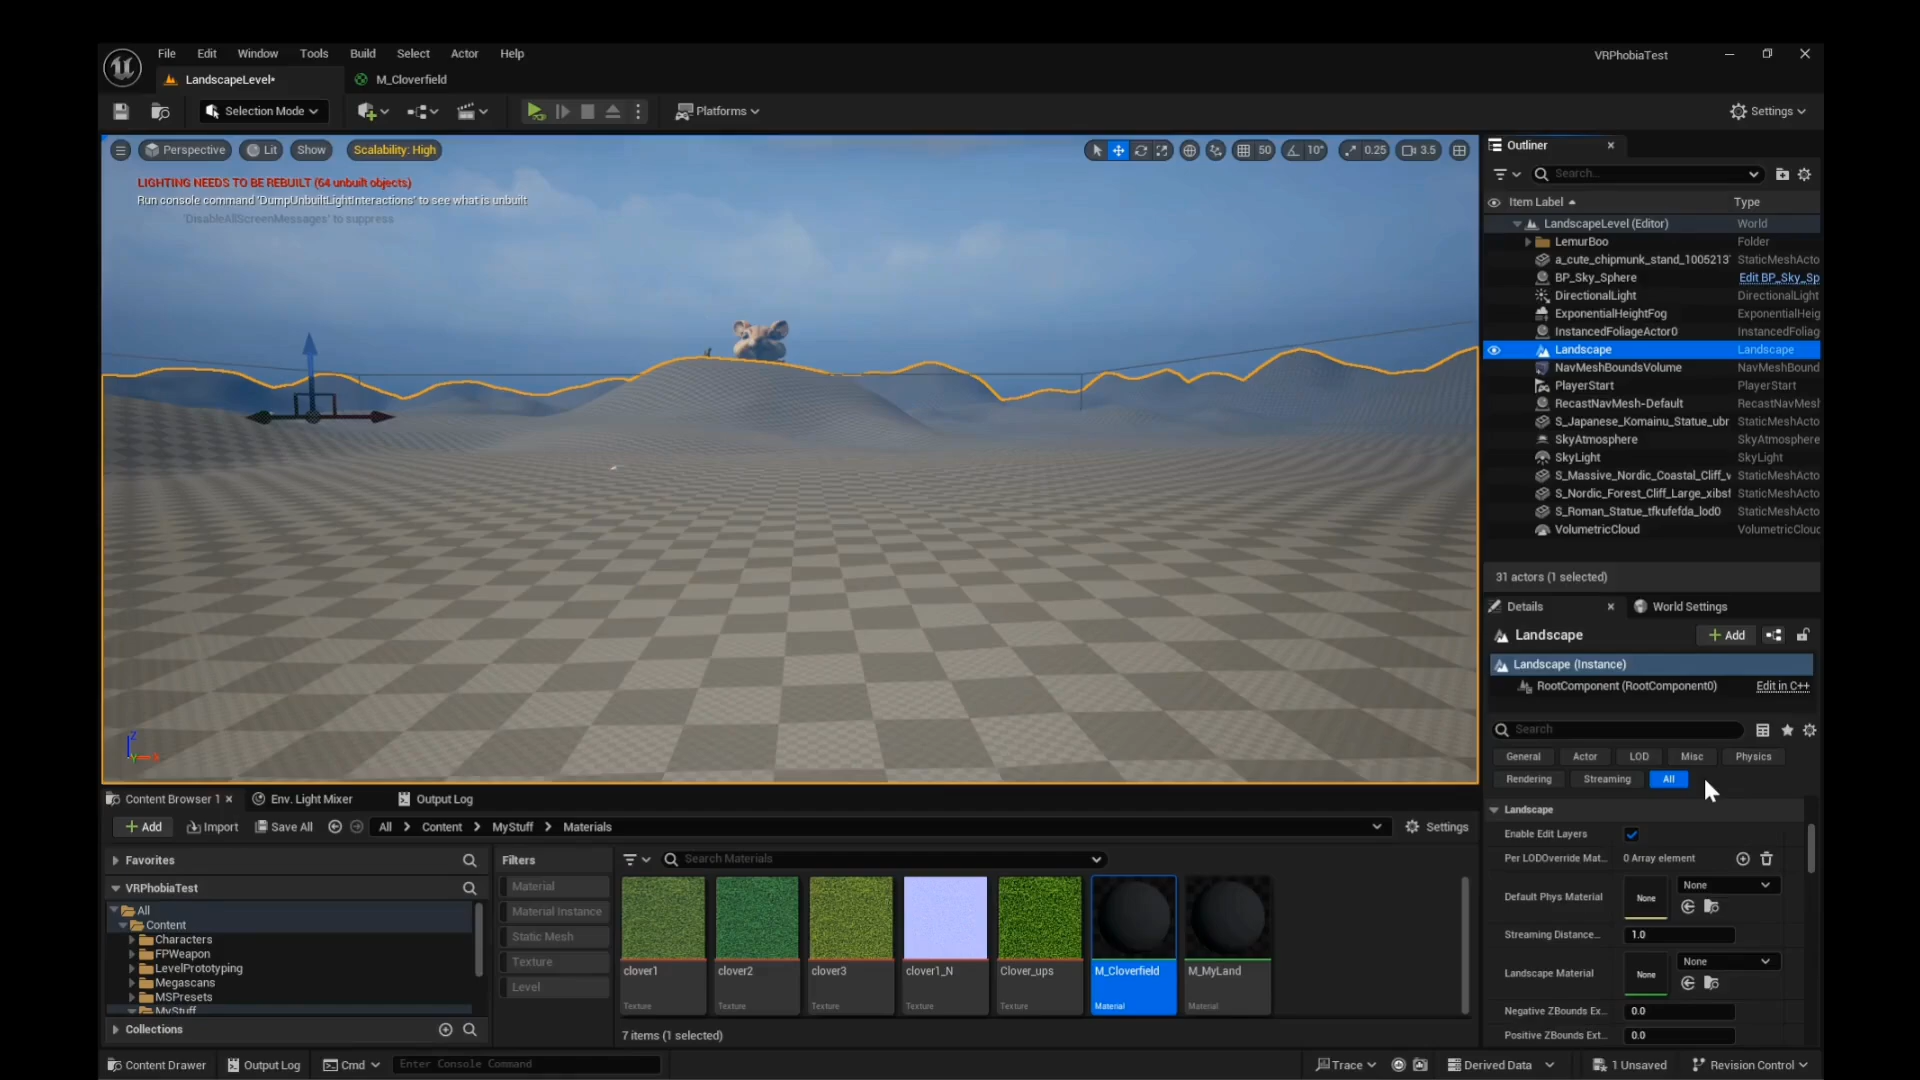 File Edit Window Tools Build Select Actor Help
VRPhobiaTest
LandscapeLevel•
M_Cloverfield
Selection Mode
Platforms
Settings
Perspective Lit Show Scalability: High
50 10° 0.25 3.5
LIGHTING NEEDS TO BE REBUILT (64 unbuilt objects)
Run console command 'DumpUnbuiltLightInteractions' to see what is unbuilt
'DisableAllScreenMessages' to suppress
Z
X
Outliner
Search...
Item Label Type
LandscapeLevel (Editor) World
LemurBoo Folder
a_cute_chipmunk_stand_1005213 StaticMeshActo
BP_Sky_Sphere Edit BP_Sky_Sp
DirectionalLight DirectionalLight
ExponentialHeightFog ExponentialHeig
InstancedFoliageActor0 InstancedFoliag
Landscape Landscape
NavMeshBoundsVolume NavMeshBound
PlayerStart PlayerStart
RecastNavMesh-Default RecastNavMesh
S_Japanese_Komainu_Statue_ubr StaticMeshActo
SkyAtmosphere SkyAtmosphere
SkyLight SkyLight
S_Massive_Nordic_Coastal_Cliff_v StaticMeshActo
S_Nordic_Forest_Cliff_Large_xibsf StaticMeshActo
S_Roman_Statue_tfkufefda_lod0 StaticMeshActo
VolumetricCloud VolumetricCloud
31 actors (1 selected)
Details
World Settings
Landscape
Add
Landscape (Instance)
RootComponent (RootComponent0) Edit in C++
Search
General Actor LOD Misc Physics
Rendering Streaming All
Landscape
Enable Edit Layers
Per LODOverride Mat... 0 Array element
Default Phys Material None None
Streaming Distance... 1.0
Landscape Material None None
Negative ZBounds Ex... 0.0
Positive ZBounds Ext... 0.0
Content Browser 1
Env. Light Mixer
Output Log
Add Import Save All All Content MyStuff Materials
Settings
Favorites
VRPhobiaTest
All
Content
Characters
FPWeapon
LevelPrototyping
Megascans
MSPresets
MyStuff
Collections
Filters
Material
Material Instance
Static Mesh
Texture
Level
Search Materials
clover1 clover2 clover3 clover1_N Clover_ups M_Cloverfield M_MyLand
Texture Texture Texture Texture Texture Material Material
7 items (1 selected)
Content Drawer Output Log Cmd Enter Console Command
Trace Derived Data 1 Unsaved Revision Control